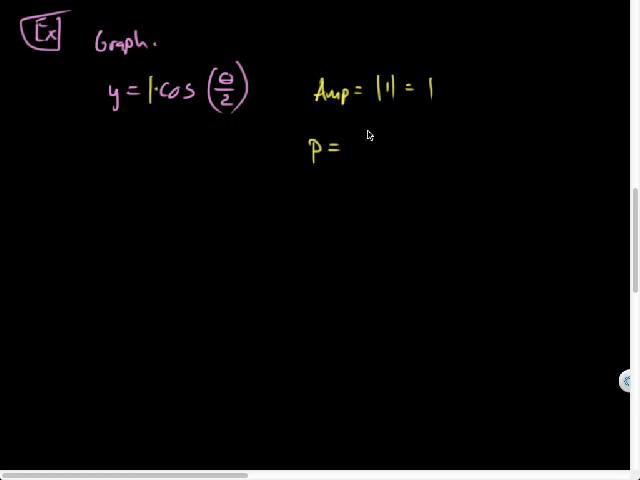 Ex Graph.
y = 1·cos (θ/2) Amp = |1| = 1
P =